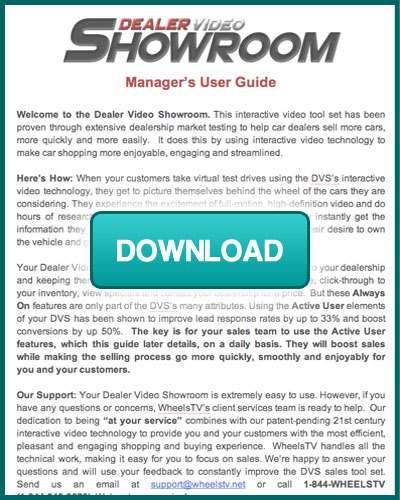 DEALER VIDEO
SHOWROOM
Manager's User Guide
Welcome to the Dealer Video Showroom. This interactive video tool set has been
proven through extensive dealership market testing to help car dealers sell more cars,
more quickly and more easily. It does this by using interactive video technology to
make car shopping more enjoyable, engaging and streamlined.
Here's How: When your customers take virtual test drives using the DVS's interactive
video technology, they get to picture themselves behind the wheel of the cars they are
considering. They experience the excitement of full-motion, high-definition video and do
hours of instantly get the
information they their desire to own
the vehicle and
DOWNLOAD
Your Dealer to your dealership
and keeping click-through to
your inventory, view specials and contact your dealership for a price. But these Always
On features are only part of the DVS's many attributes. Using the Active User elements
of your DVS has been shown to improve lead response rates by up to 33% and boost
conversions by up 50%. The key is for your sales team to use the Active User
features, which this guide later details, on a daily basis. They will boost sales
while making the selling process go more quickly, smoothly and enjoyably for
you and your customers.
Our Support: Your Dealer Video Showroom is extremely easy to use. However, if you
have any questions or concerns, WheelsTV's client services team is ready to help. Our
dedication to being "at your service" combines with our patent-pending 21st century
interactive video technology to provide you and your customers with the most efficient,
pleasant and engaging shopping and buying experience. WheelsTV handles all the
technical work, making it easy for you to focus on sales. We're happy to answer your
questions and will use your feedback to constantly improve the DVS sales tool set.
Send us an email at support@wheelstv.net or call 1-844-WHEELSTV